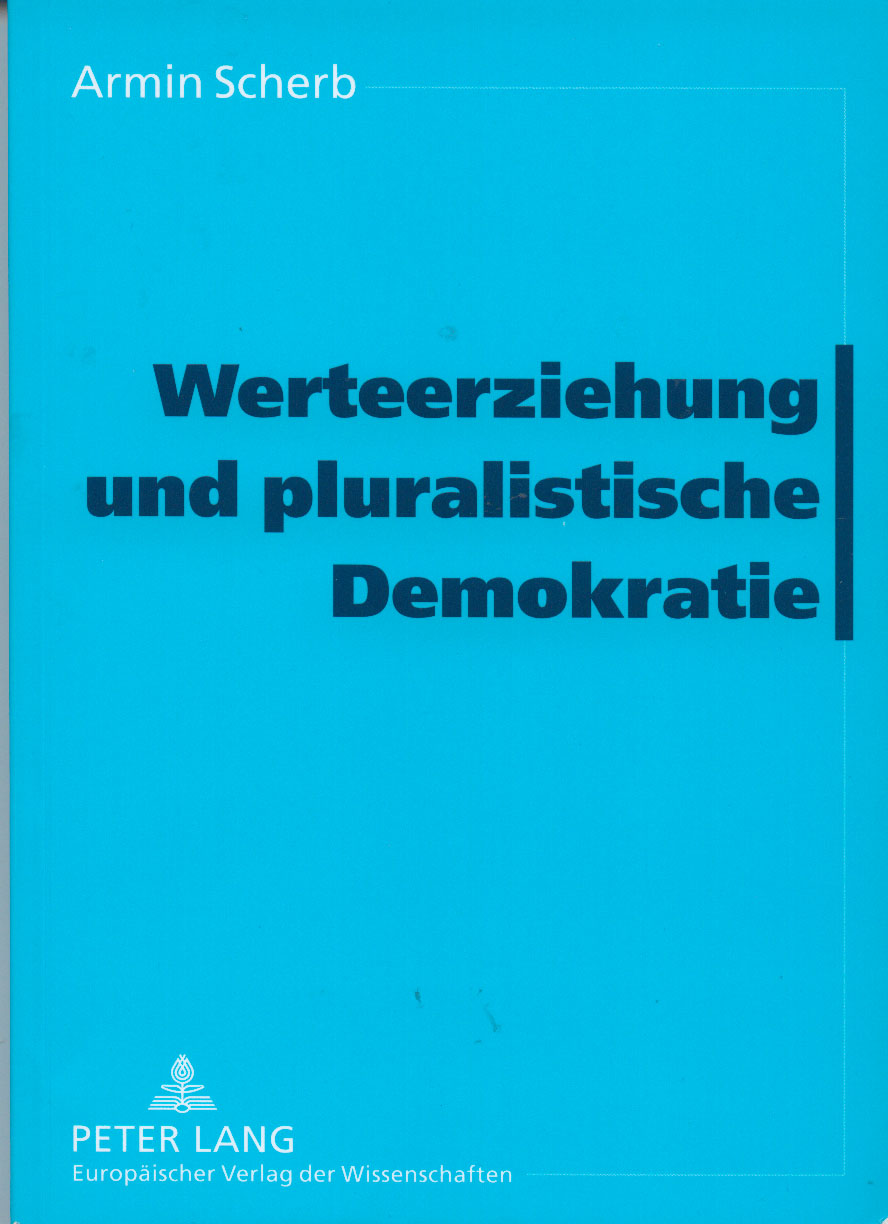 Armin Scherb
Werteerziehung
und pluralistische
Demokratie
PETER LANG
Europäischer Verlag der Wissenschaften